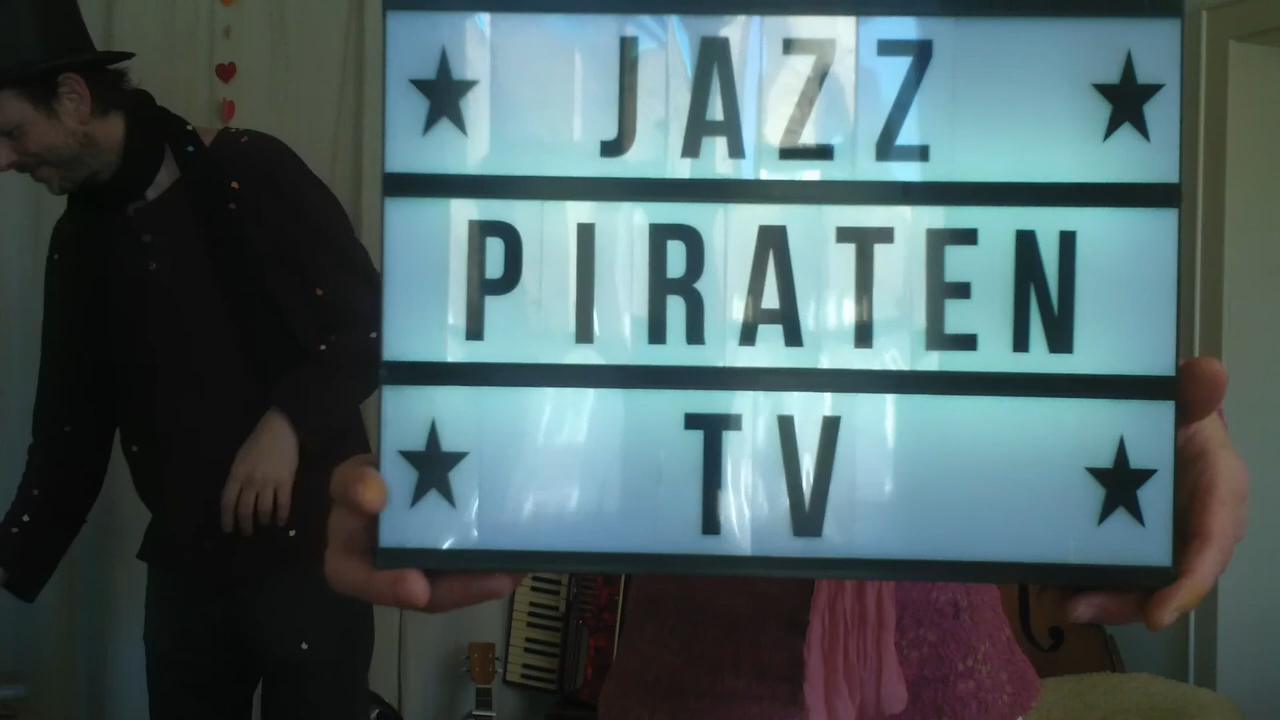 ★ JAZZ ★
PIRATEN
★ TV ★